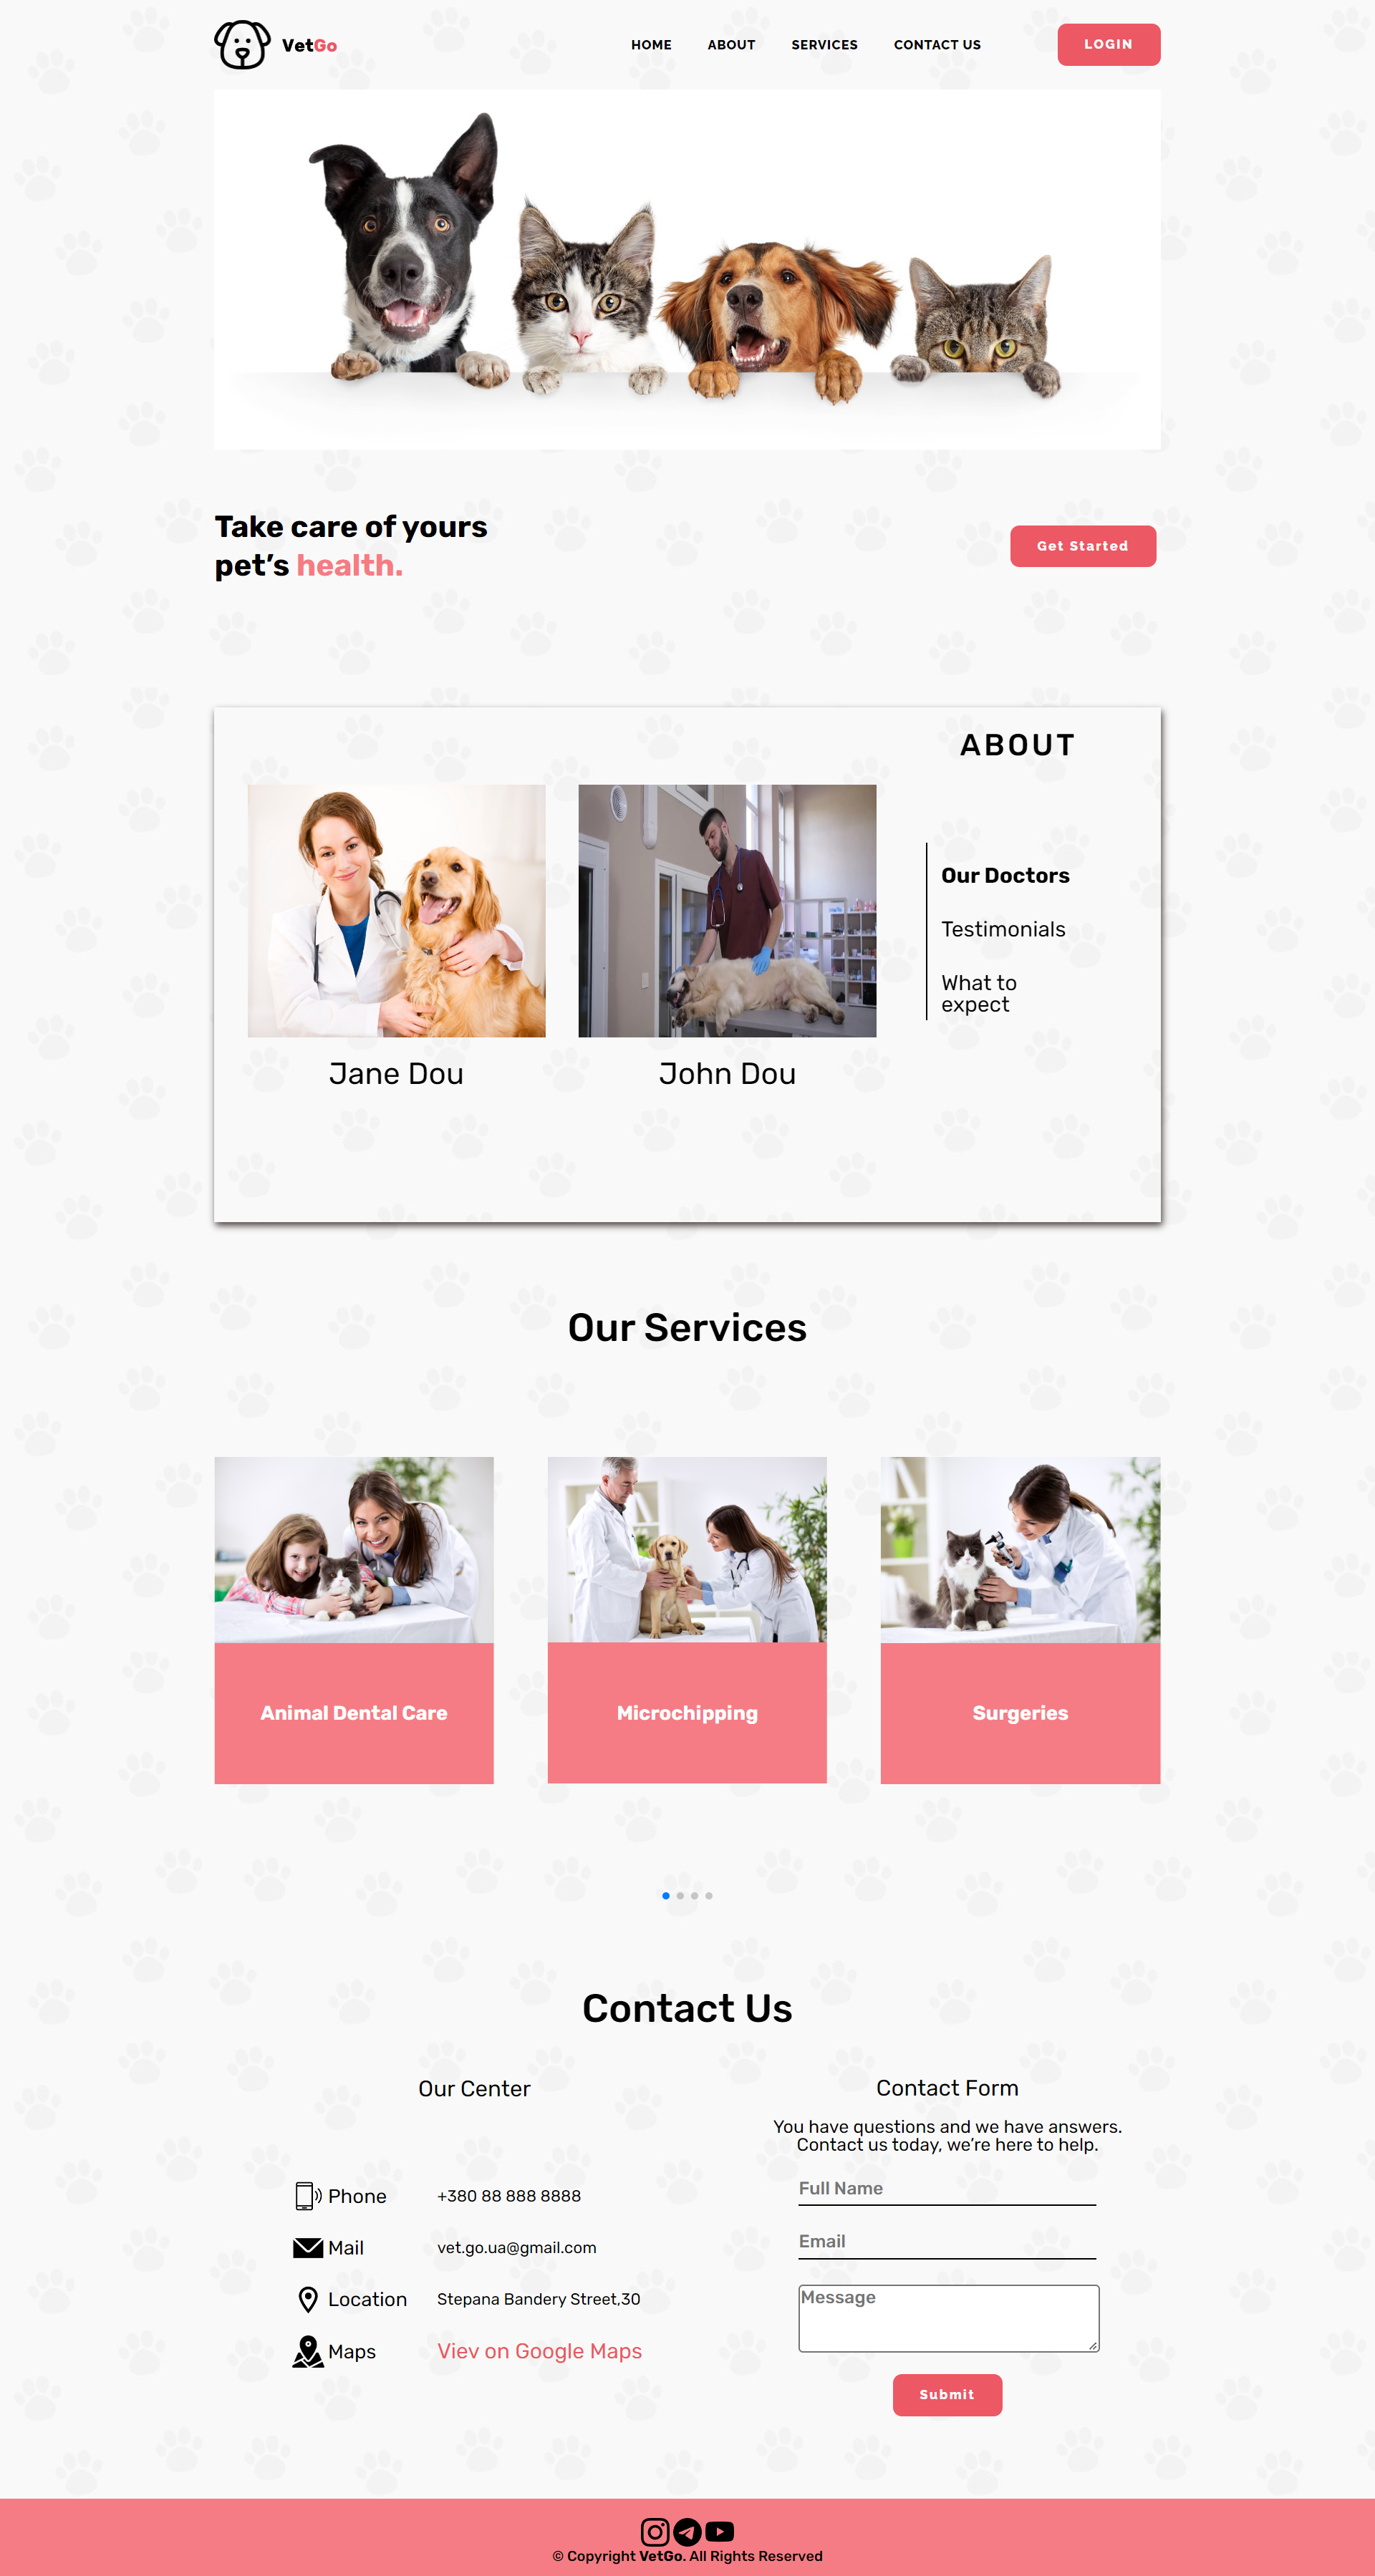 VetGo
HOME
ABOUT
SERVICES
CONTACT US
LOGIN
Take care of yours
pet’s health.
Get Started
ABOUT
Our Doctors
Testimonials
What to
expect
Jane Dou
John Dou
Our Services
Animal Dental Care
Microchipping
Surgeries
Contact Us
Our Center
Phone
+380 88 888 8888
Mail
vet.go.ua@gmail.com
Location
Stepana Bandery Street,30
Maps
Viev on Google Maps
Contact Form
You have questions and we have answers.
Contact us today, we’re here to help.
Full Name
Email
Message
Submit
© Copyright VetGo. All Rights Reserved